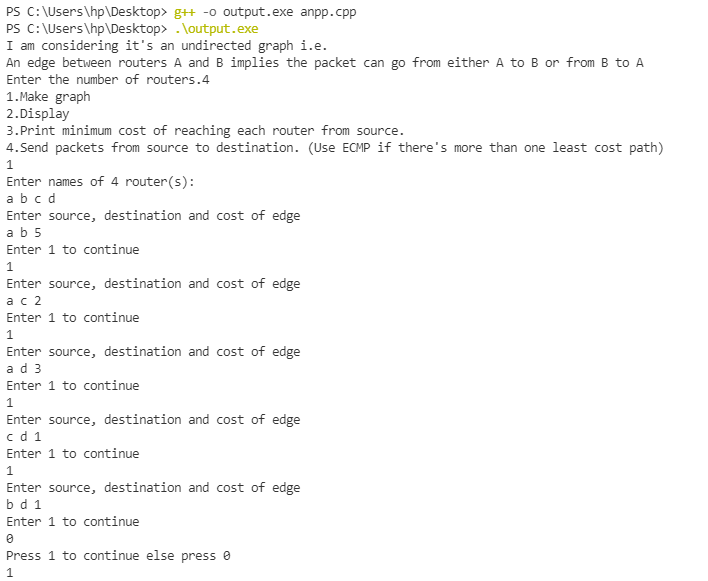 PS C:\Users\hp\Desktop> g++ -o output.exe anpp.cpp
PS C:\Users\hp\Desktop> .\output.exe
I am considering it's an undirected graph i.e.
An edge between routers A and B implies the packet can go from either A to B or from B to A
Enter the number of routers.4
1.Make graph
2.Display
3.Print minimum cost of reaching each router from source.
4.Send packets from source to destination. (Use ECMP if there's more than one least cost path)
1
Enter names of 4 router(s):
a b c d
Enter source, destination and cost of edge
a b 5
Enter 1 to continue
1
Enter source, destination and cost of edge
a c 2
Enter 1 to continue
1
Enter source, destination and cost of edge
a d 3
Enter 1 to continue
1
Enter source, destination and cost of edge
c d 1
Enter 1 to continue
1
Enter source, destination and cost of edge
b d 1
Enter 1 to continue
0
Press 1 to continue else press 0
1